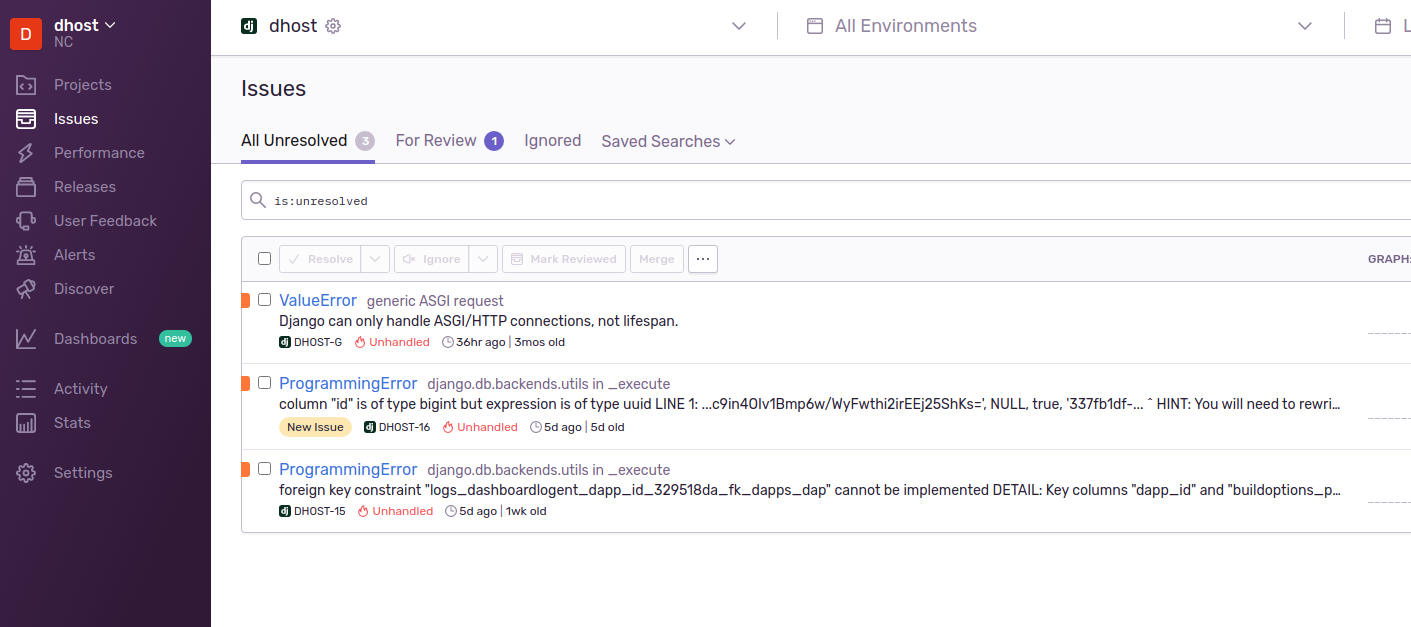 D
dhost
NC
Projects
Issues
Performance
Releases
User Feedback
Alerts
Discover
Dashboards new
Activity
Stats
Settings
dj dhost
All Environments
L
Issues
All Unresolved 3 For Review 1 Ignored Saved Searches
is:unresolved
Resolve Ignore Mark Reviewed Merge ... GRAPH:
ValueError generic ASGI request
Django can only handle ASGI/HTTP connections, not lifespan.
dj DHOST-G Unhandled 36hr ago | 3mos old
ProgrammingError django.db.backends.utils in _execute
column "id" is of type bigint but expression is of type uuid LINE 1: ...c9in4OIv1Bmp6w/WyFwthi2irEEj25ShKs=', NULL, true, '337fb1df-... ^ HINT: You will need to rewri...
New Issue dj DHOST-16 Unhandled 5d ago | 5d old
ProgrammingError django.db.backends.utils in _execute
foreign key constraint "logs_dashboardlogent_dapp_id_329518da_fk_dapps_dap" cannot be implemented DETAIL: Key columns "dapp_id" and "buildoptions_p...
dj DHOST-15 Unhandled 5d ago | 1wk old